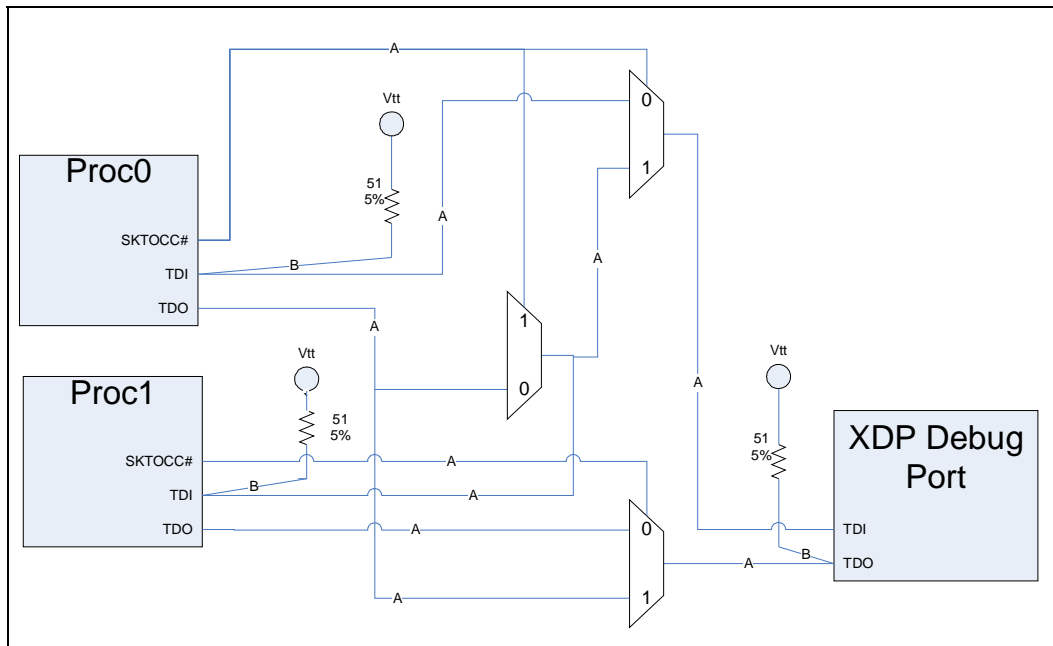 A
Vtt
0
Proc0
51
5%
1
A
SKTOCC#
A
B
TDI
TDO
1
A
Vtt
Vtt
0
A
Proc1
51
5%
XDP Debug
Port
51
5%
SKTOCC#
A
B
TDI
A
0
TDO
A
TDI
B
A
TDO
A
1